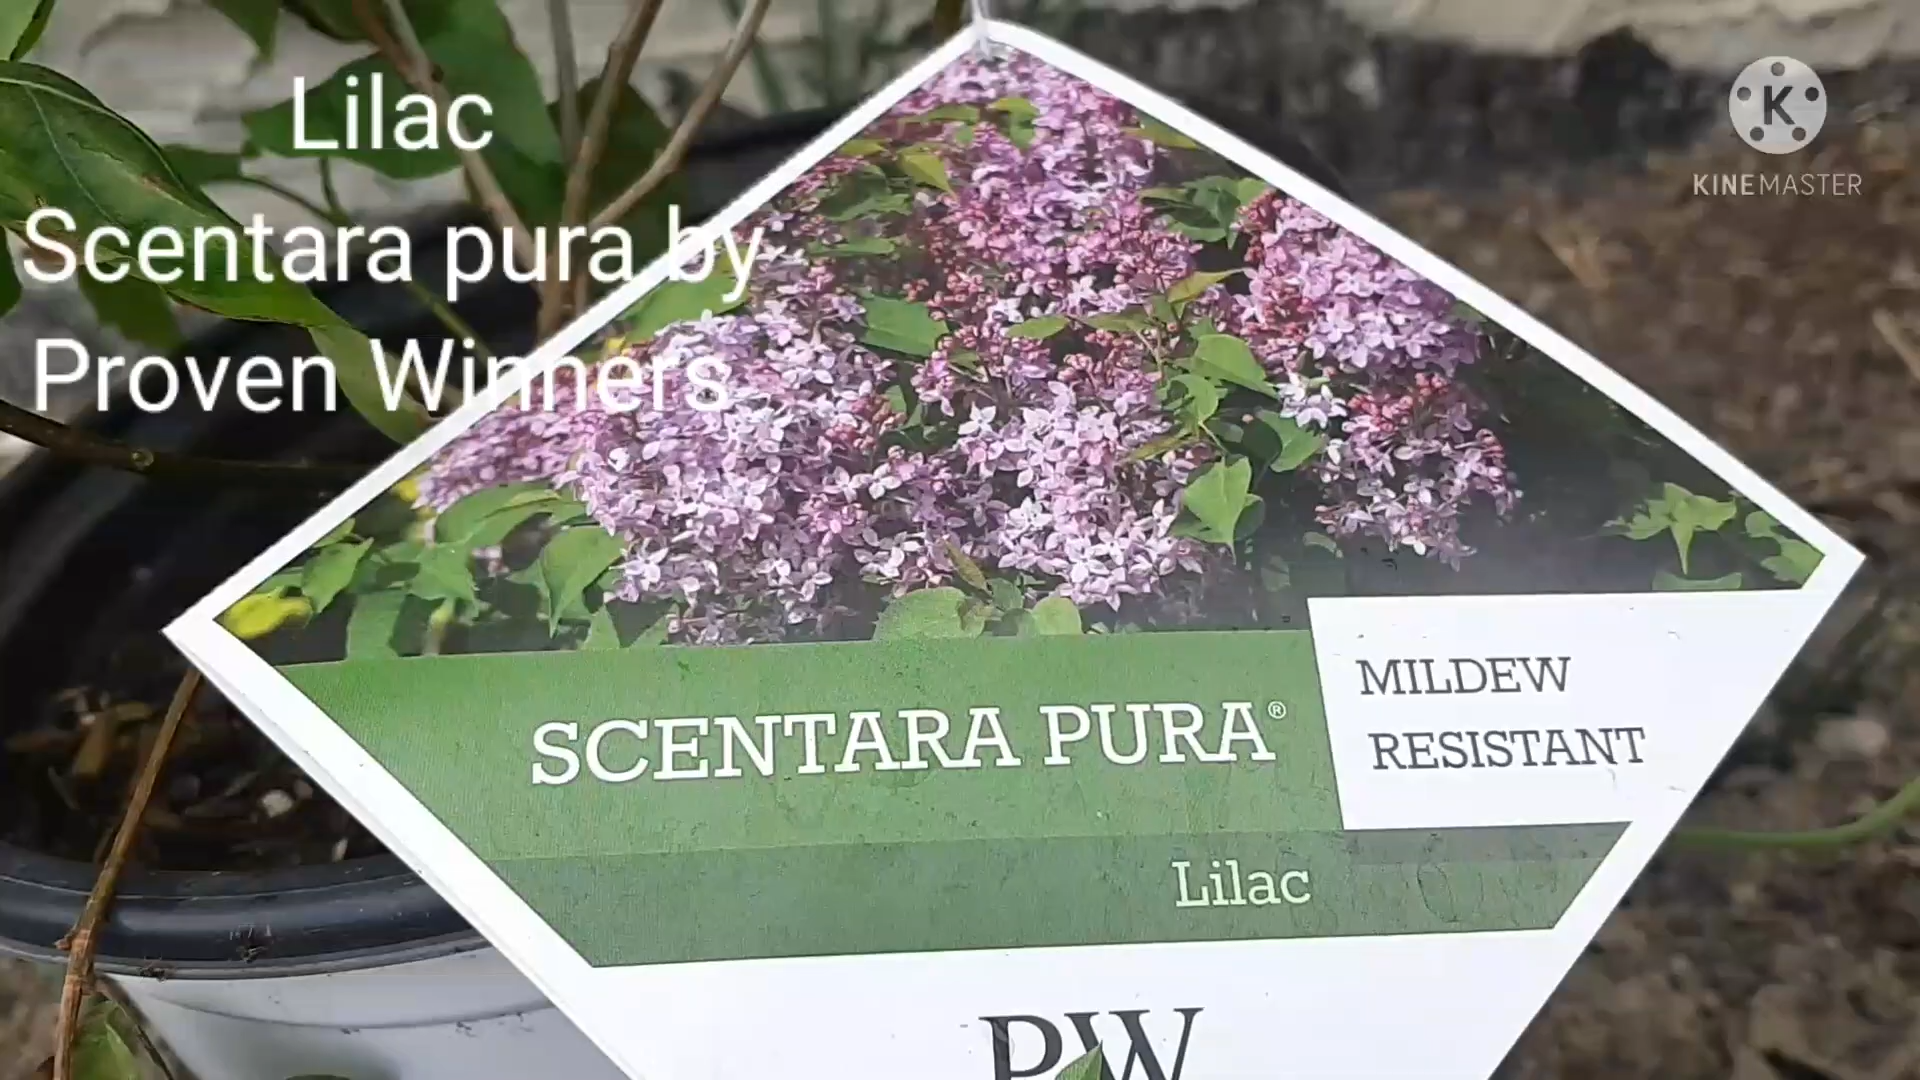 Lilac
Scentara pura by
Proven Winners
K
KINEMASTER
SCENTARA PURA®
MILDEW
RESISTANT
Lilac
PW